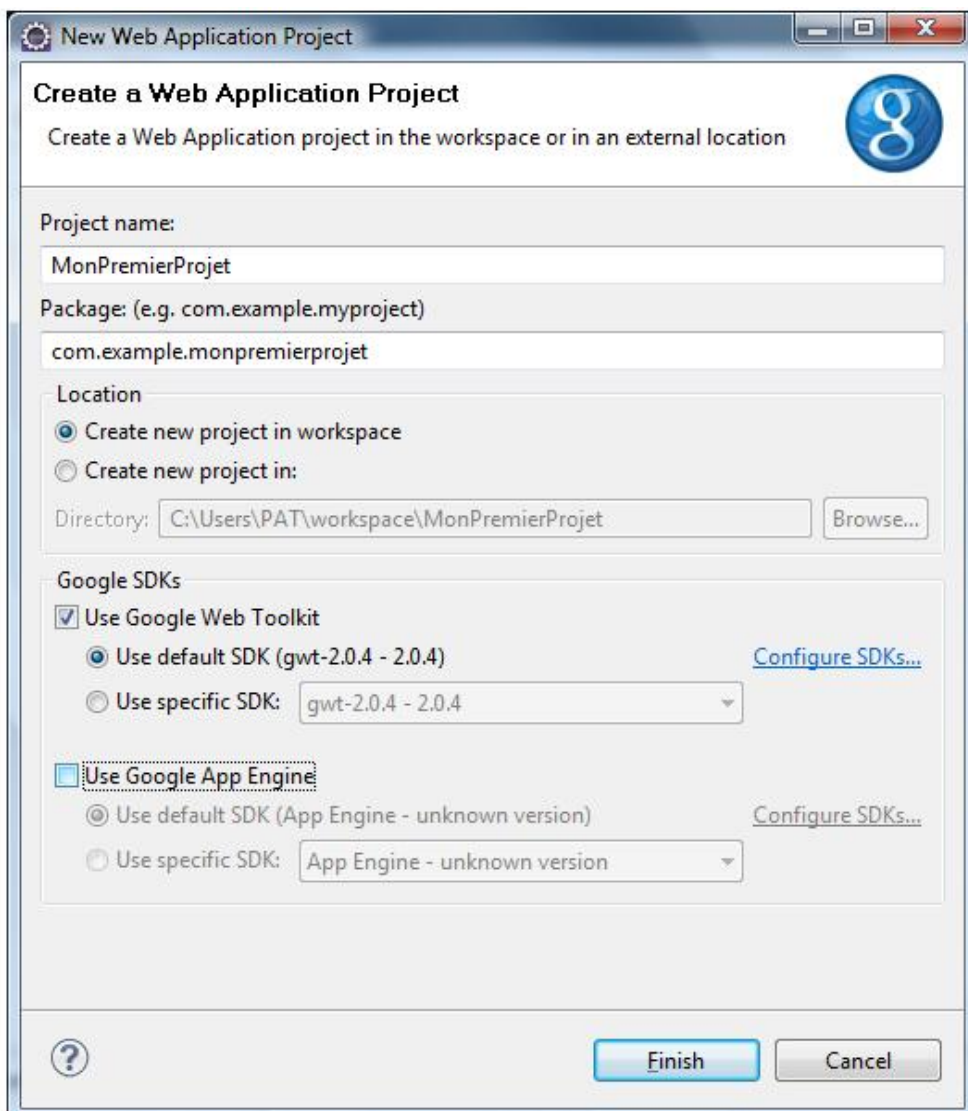 New Web Application Project
Create a Web Application Project
Create a Web Application project in the workspace or in an external location
g
Project name:
MonPremierProjet
Package: (e.g. com.example.myproject)
com.example.monpremierprojet
Location
Create new project in workspace
Create new project in:
Directory: C:\Users\PAT\workspace\MonPremierProjet Browse...
Google SDKs
Use Google Web Toolkit
Use default SDK (gwt-2.0.4 - 2.0.4) Configure SDKs...
Use specific SDK: gwt-2.0.4 - 2.0.4
Use Google App Engine
Use default SDK (App Engine - unknown version) Configure SDKs...
Use specific SDK: App Engine - unknown version
? Finish Cancel